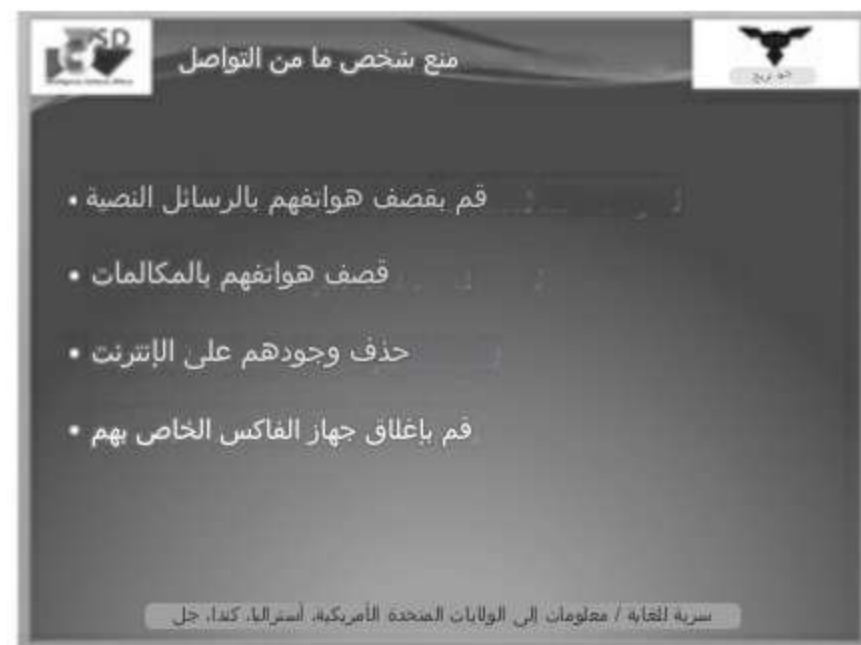 منع شخص ما من التواصل
• قم بقصف هواتفهم بالرسائل النصية
• قصف هواتفهم بالمكالمات
• حذف وجودهم على الإنترنت
• قم بإغلاق جهاز الفاكس الخاص بهم
سرية للغاية / معلومات إلى الولايات المتحدة الأمريكية، أستراليا، كندا، جل